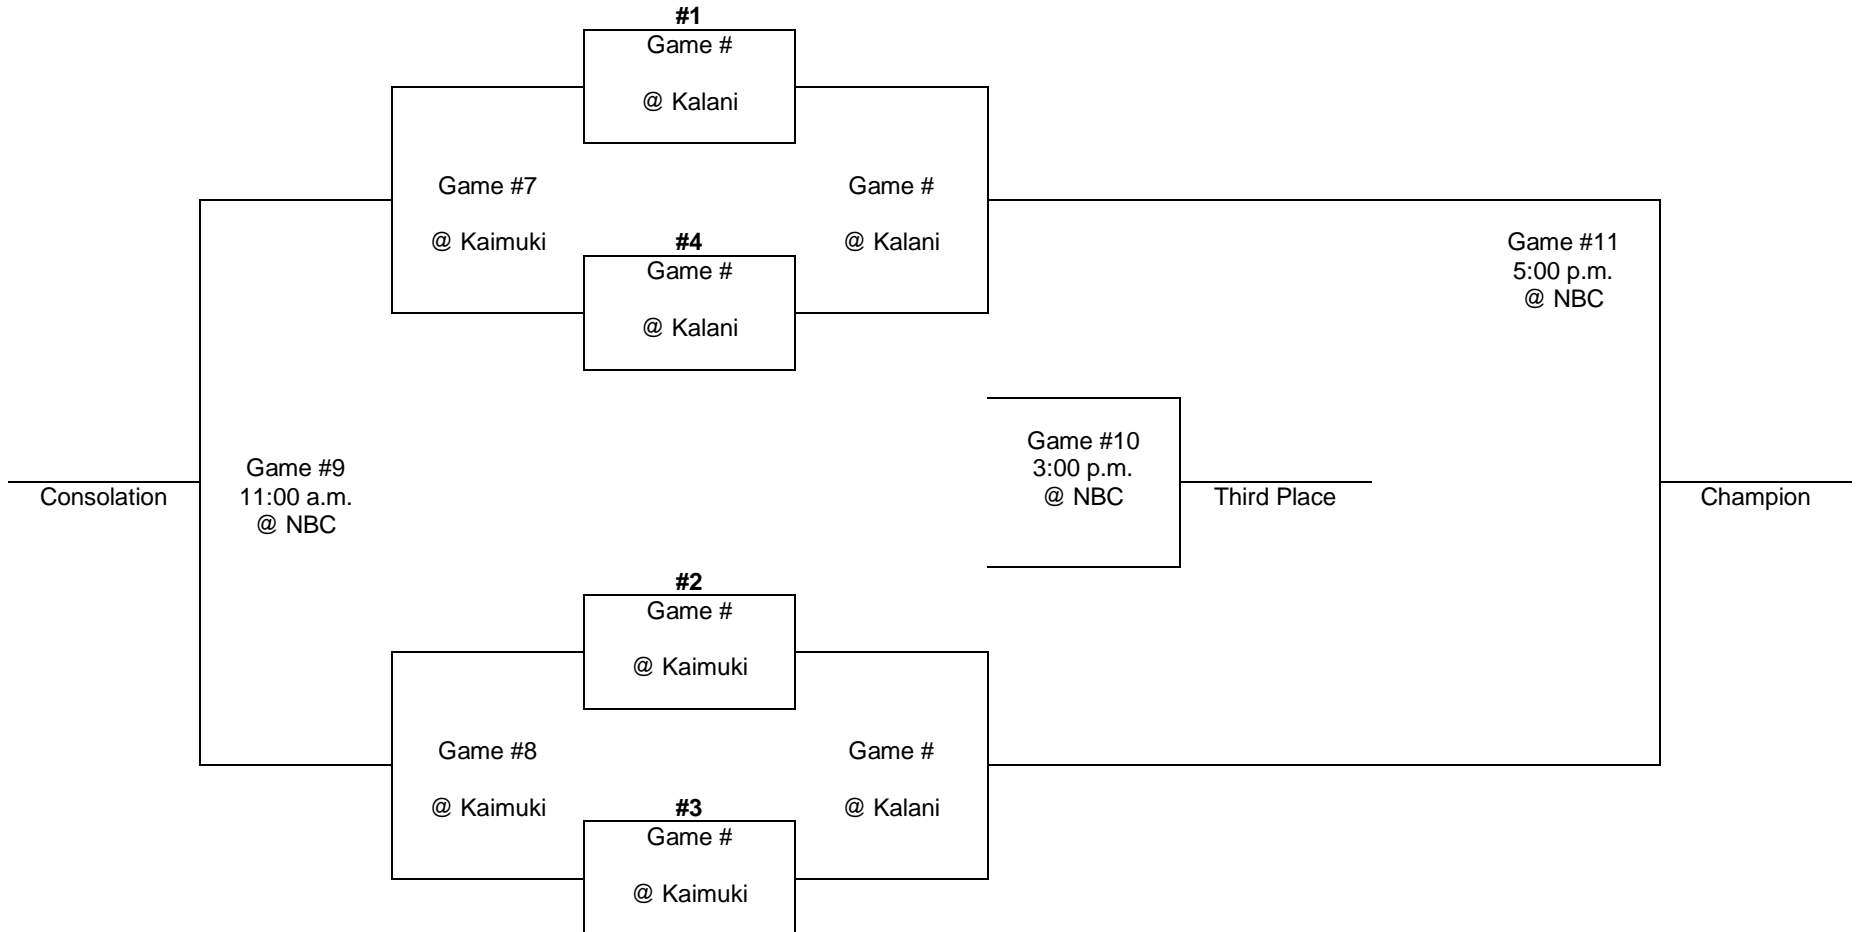 #1
Game #
@ Kalani
Game #7
@ Kaimuki
Game #
@ Kalani
#4
Game #
@ Kalani
Game #11
5:00 p.m.
@ NBC
Game #9
11:00 a.m.
@ NBC
Consolation
Game #10
3:00 p.m.
@ NBC
Third Place
Champion
#2
Game #
@ Kaimuki
Game #8
@ Kaimuki
Game #
@ Kalani
#3
Game #
@ Kaimuki